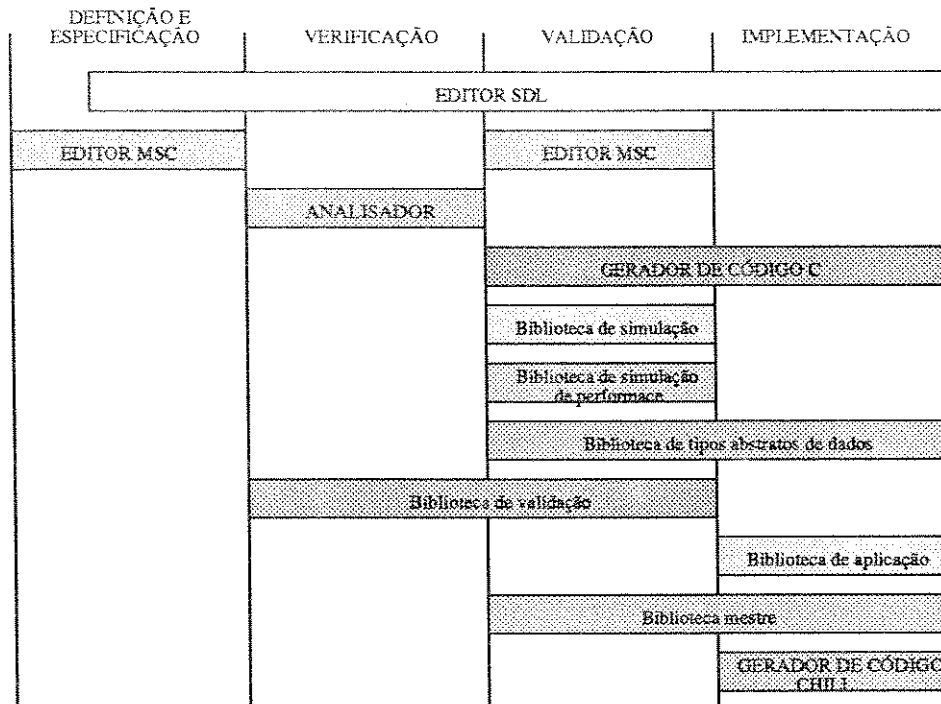 DEFINIÇÃO E
ESPECIFICAÇÃO
VERIFICAÇÃO
VALIDAÇÃO
IMPLEMENTAÇÃO
EDITOR SDL
EDITOR MSC
EDITOR MSC
ANALISADOR
GERADOR DE CÓDIGO C
Biblioteca de simulação
Biblioteca de simulação
de performace
Biblioteca de tipos abstratos de dados
Biblioteca de validação
Biblioteca de aplicação
Biblioteca mestre
GERADOR DE CÓDIGO
CHILL